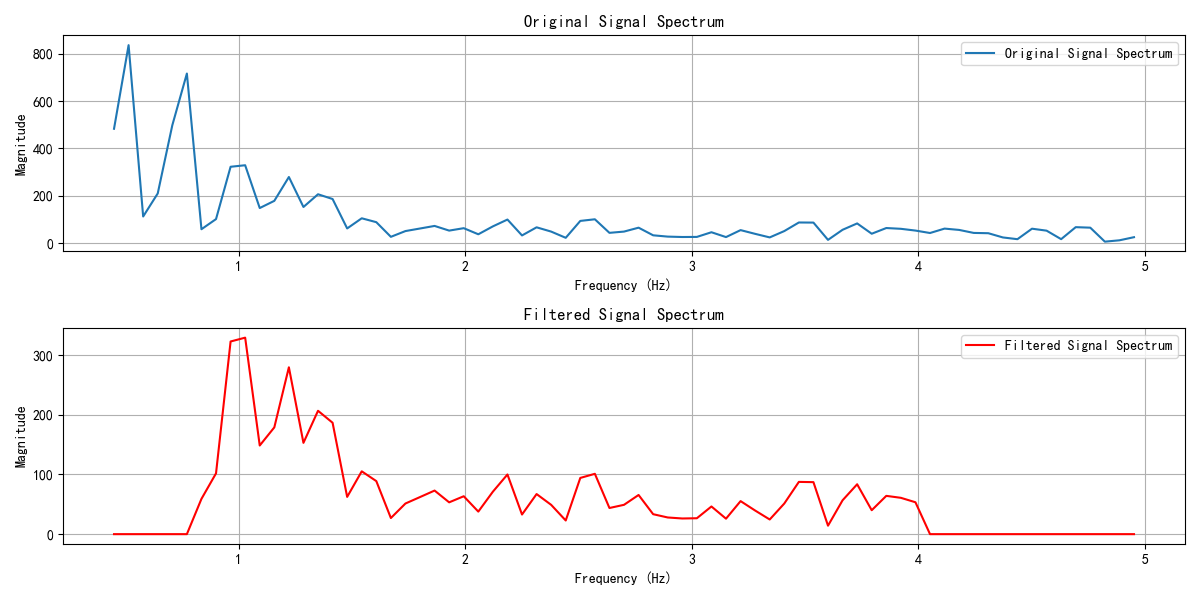 Original Signal Spectrum
Original Signal Spectrum
Magnitude
800
600
400
200
0
1 2 3 4 5
Frequency (Hz)
Filtered Signal Spectrum
Filtered Signal Spectrum
Magnitude
300
200
100
0
1 2 3 4 5
Frequency (Hz)